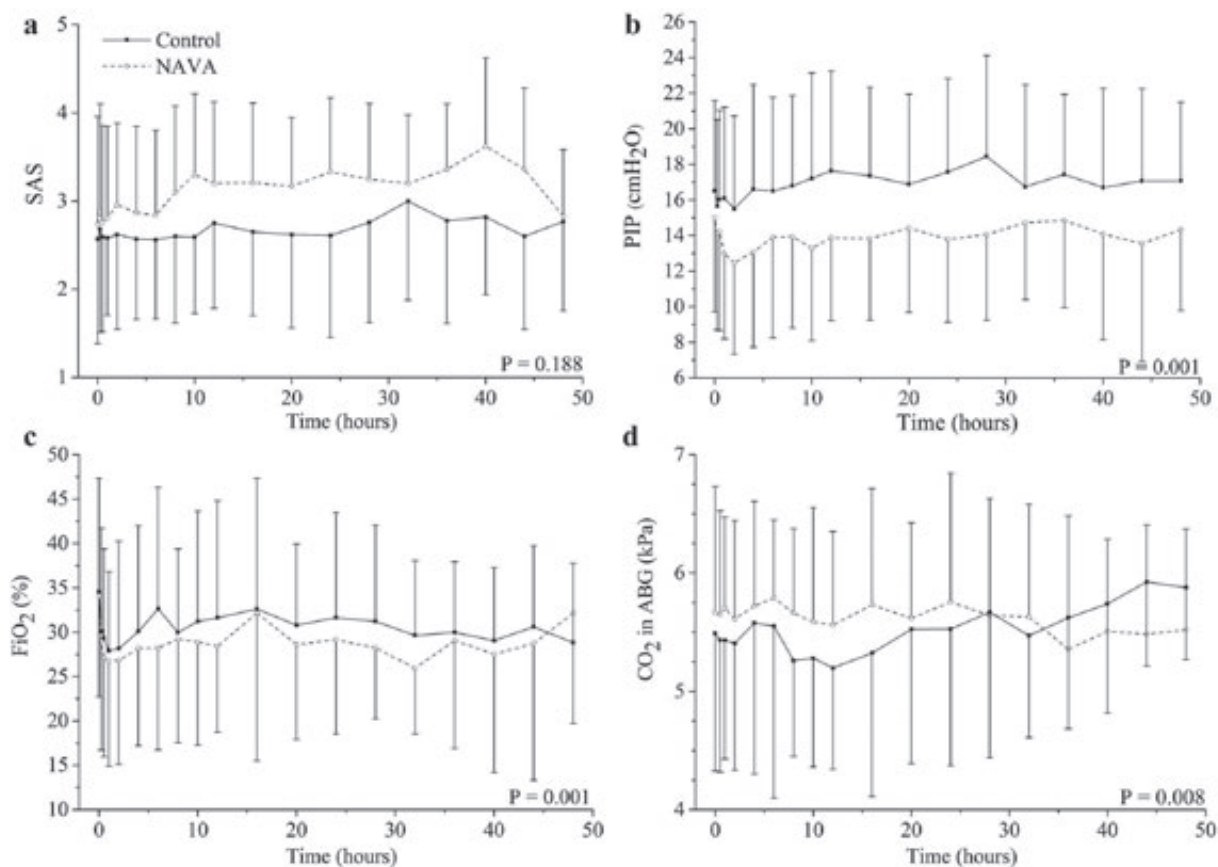 a
5
4
3
2
1
SAS
Control
NAVA
P = 0.188
0 10 20 30 40 50
Time (hours)
b
26
24
22
20
18
16
14
12
10
8
6
PIP (cmH₂O)
P = 0.001
0 10 20 30 40 50
Time (hours)
c
50
45
40
35
30
25
20
15
10
FiO₂ (%)
P = 0.001
0 10 20 30 40 50
Time (hours)
d
7
6
5
4
CO₂ in ABG (kPa)
P = 0.008
0 10 20 30 40 50
Time (hours)